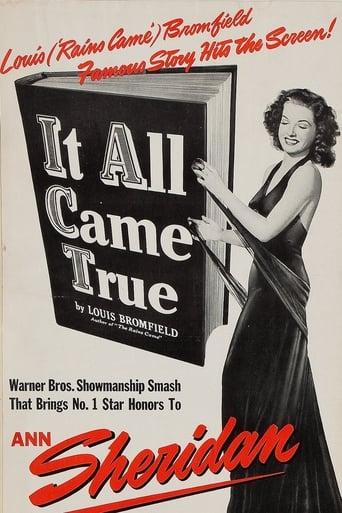 Louis ('Rains Came') Bromfield
Famous Story Hits the Screen!
It All
Came
True
by LOUIS BROMFIELD
Author of "The Rains Came"
Warner Bros. Showmanship Smash
That Brings No. 1 Star Honors To
ANN
Sheridan